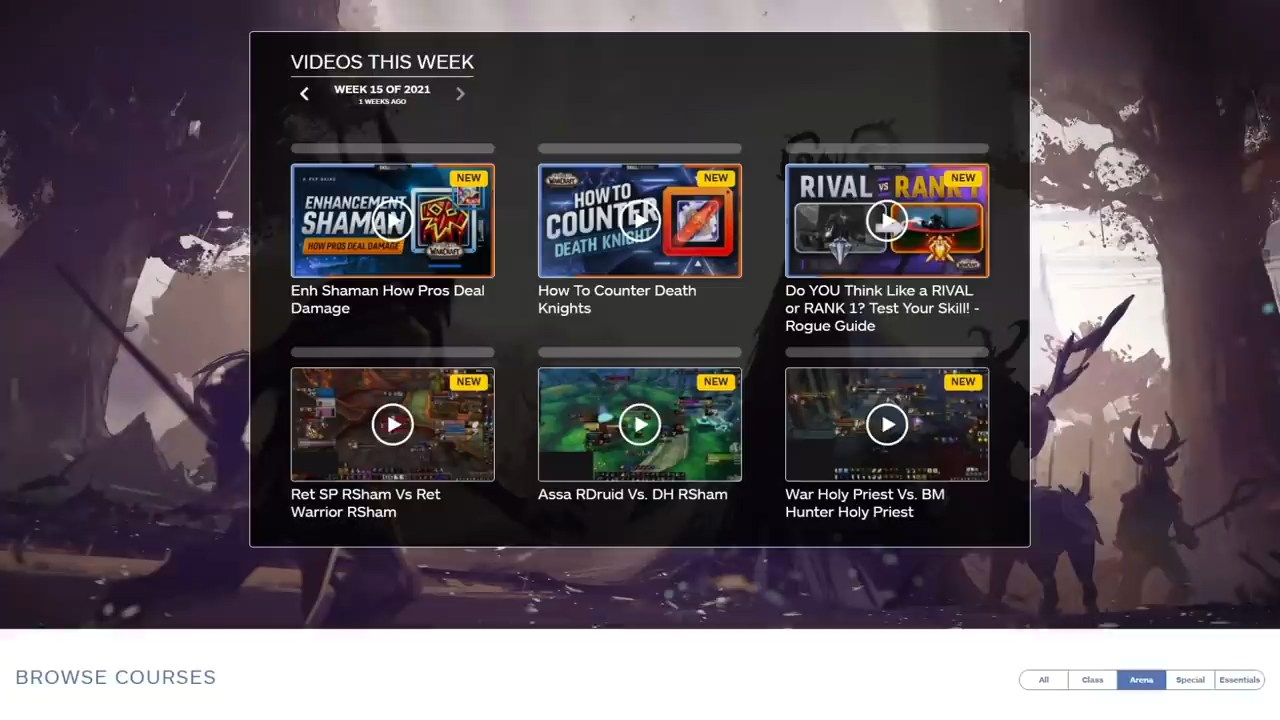 VIDEOS THIS WEEK
WEEK 15 OF 2021
1 WEEKS AGO
NEW
ENHANCEMENT
SHAMAN
HOW PROS DEAL DAMAGE
WARCRAFT
Enh Shaman How Pros Deal
Damage
NEW
WARCRAFT
HOW TO
COUNTER
DEATH KNIGHT
How To Counter Death
Knights
NEW
RIVAL VS RANK 1
Do YOU Think Like a RIVAL
or RANK 1? Test Your Skill! -
Rogue Guide
NEW
Ret SP RSham Vs Ret
Warrior RSham
NEW
Assa RDruid Vs. DH RSham
NEW
War Holy Priest Vs. BM
Hunter Holy Priest
BROWSE COURSES
All
Class
Arena
Special
Essentials